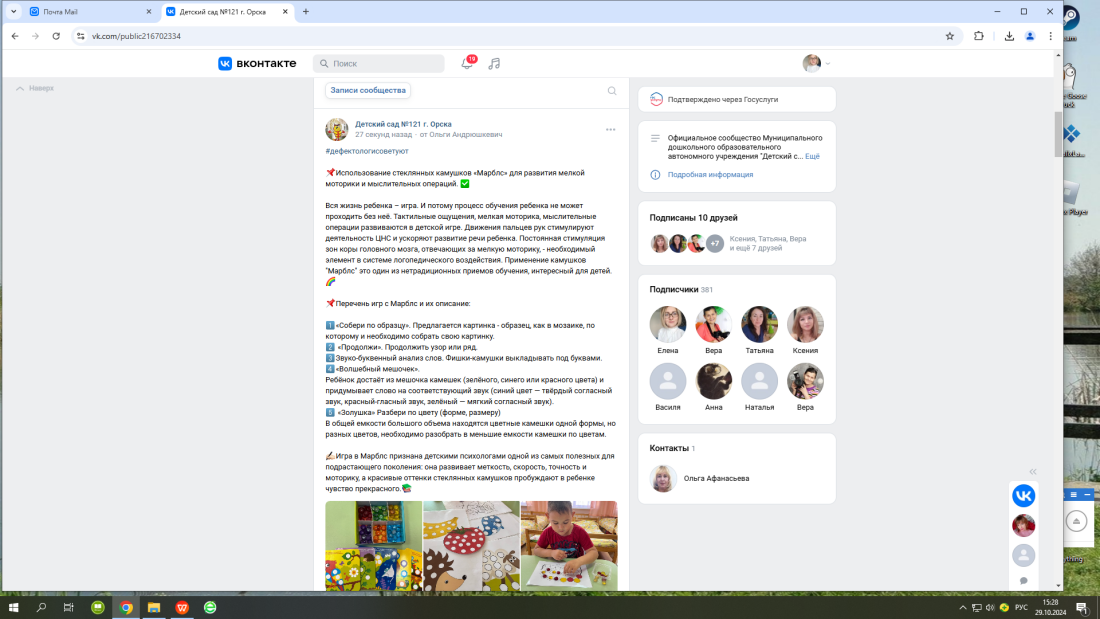 Почта Mail
Детский сад №121 г. Орска
vk.com/public216702334
вконтакте
Поиск
19
Наверх
Записи сообщества
Детский сад №121 г. Орска
27 секунд назад · от Ольги Андрюшкевич
#дефектологисоветуют
📌Использование стеклянных камушков «Марблс» для развития мелкой
моторики и мыслительных операций. ✅
Вся жизнь ребенка – игра. И потому процесс обучения ребенка не может
проходить без неё. Тактильные ощущения, мелкая моторика, мыслительные
операции развиваются в детской игре. Движения пальцев рук стимулируют
деятельность ЦНС и ускоряют развитие речи ребенка. Постоянная стимуляция
зон коры головного мозга, отвечающих за мелкую моторику, - необходимый
элемент в системе логопедического воздействия. Применение камушков
"Марблс" это один из нетрадиционных приемов обучения, интересный для детей.
🌈
📌Перечень игр с Марблс и их описание:
1️⃣«Собери по образцу». Предлагается картинка - образец, как в мозаике, по
которому и необходимо собрать свою картинку.
2️⃣ «Продолжи». Продолжить узор или ряд.
3️⃣Звуко-буквенный анализ слов. Фишки-камушки выкладывать под буквами.
4️⃣«Волшебный мешочек».
Ребёнок достаёт из мешочка камешек (зелёного, синего или красного цвета) и
придумывает слово на соответствующий звук (синий цвет — твёрдый согласный
звук, красный-гласный звук, зелёный — мягкий согласный звук).
5️⃣ «Золушка» Разбери по цвету (форме, размеру)
В общей емкости большого объема находятся цветные камешки одной формы, но
разных цветов, необходимо разобрать в меньшие емкости камешки по цветам.
✍Игра в Марблс признана детскими психологами одной из самых полезных для
подрастающего поколения: она развивает меткость, скорость, точность и
моторику, а красивые оттенки стеклянных камушков пробуждают в ребенке
чувство прекрасного.
Подтверждено через Госуслуги
Официальное сообщество Муниципального
дошкольного образовательного
автономного учреждения "Детский с... Ещё
Подробная информация
Подписаны 10 друзей
+7
Ксения, Татьяна, Вера
и ещё 7 друзей
Подписчики 381
Елена Вера Татьяна Ксения
Василя Анна Наталья Вера
Контакты 1
Ольга Афанасьева
Player
РУС
15:28
29.10.2024
1